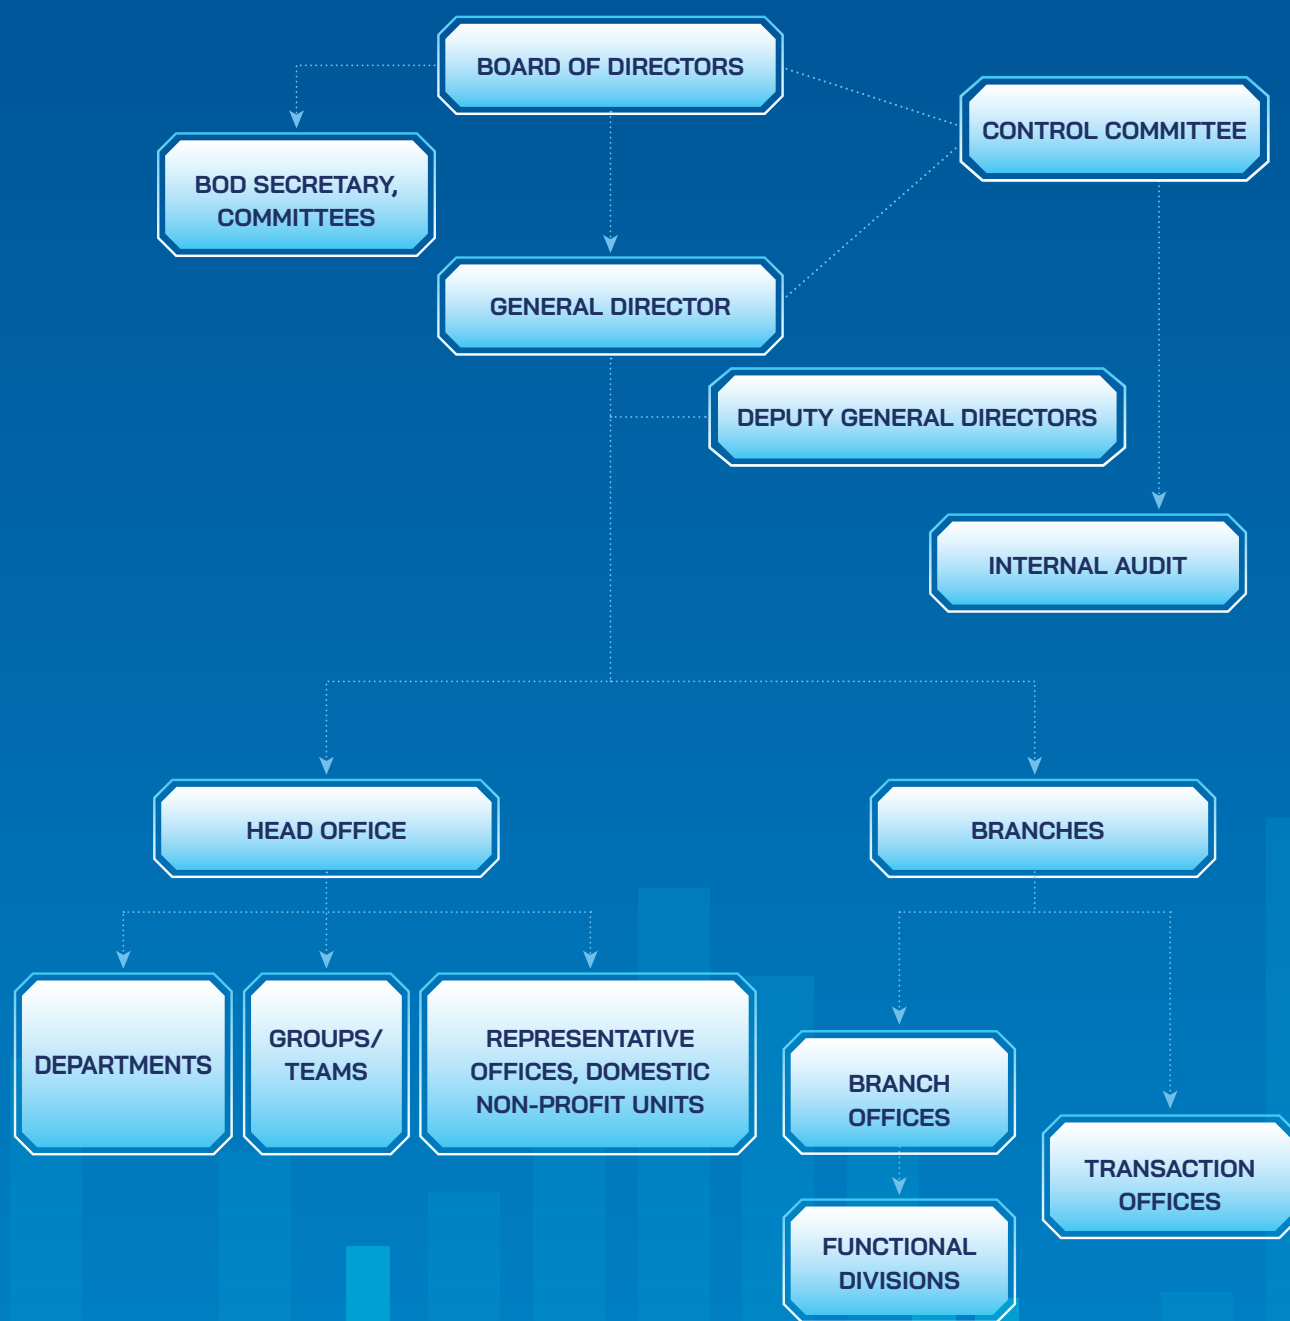 BOARD OF DIRECTORS
CONTROL COMMITTEE
BOD SECRETARY,
COMMITTEES
GENERAL DIRECTOR
DEPUTY GENERAL DIRECTORS
INTERNAL AUDIT
HEAD OFFICE
BRANCHES
DEPARTMENTS
GROUPS/
TEAMS
REPRESENTATIVE
OFFICES, DOMESTIC
NON-PROFIT UNITS
BRANCH
OFFICES
TRANSACTION
OFFICES
FUNCTIONAL
DIVISIONS